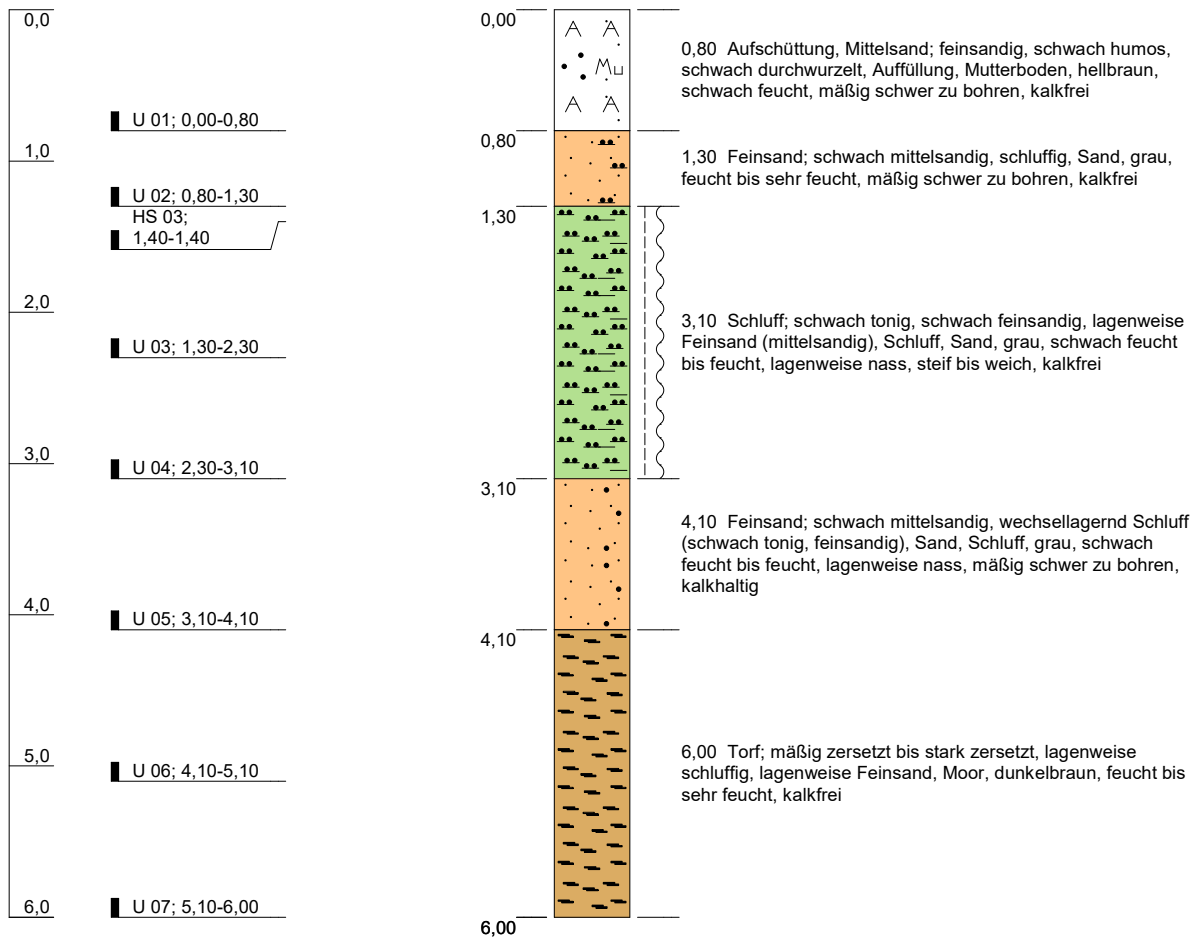 0,0
1,0
2,0
3,0
4,0
5,0
6,0
U 01; 0,00-0,80
U 02; 0,80-1,30
HS 03;
1,40-1,40
U 03; 1,30-2,30
U 04; 2,30-3,10
U 05; 3,10-4,10
U 06; 4,10-5,10
U 07; 5,10-6,00
0,00
0,80
1,30
3,10
4,10
6,00
A A
Mu
A A
0,80 Aufschüttung, Mittelsand; feinsandig, schwach humos,
schwach durchwurzelt, Auffüllung, Mutterboden, hellbraun,
schwach feucht, mäßig schwer zu bohren, kalkfrei
1,30 Feinsand; schwach mittelsandig, schluffig, Sand, grau,
feucht bis sehr feucht, mäßig schwer zu bohren, kalkfrei
3,10 Schluff; schwach tonig, schwach feinsandig, lagenweise
Feinsand (mittelsandig), Schluff, Sand, grau, schwach feucht
bis feucht, lagenweise nass, steif bis weich, kalkfrei
4,10 Feinsand; schwach mittelsandig, wechsellagernd Schluff
(schwach tonig, feinsandig), Sand, Schluff, grau, schwach
feucht bis feucht, lagenweise nass, mäßig schwer zu bohren,
kalkhaltig
6,00 Torf; mäßig zersetzt bis stark zersetzt, lagenweise
schluffig, lagenweise Feinsand, Moor, dunkelbraun, feucht bis
sehr feucht, kalkfrei